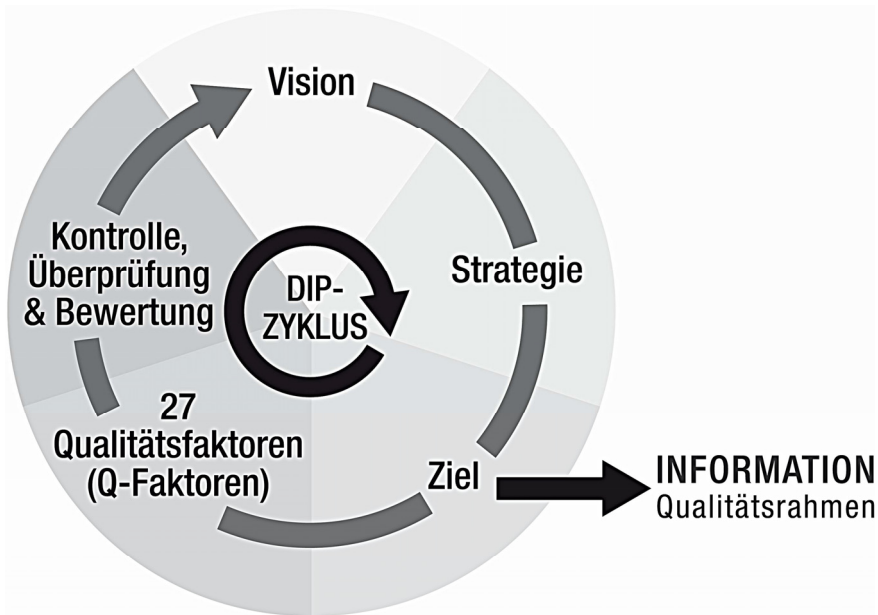 Vision
Strategie
Ziel
INFORMATION
Qualitätsrahmen
27
Qualitätsfaktoren
(Q-Faktoren)
Kontrolle,
Überprüfung
& Bewertung
DIP-
ZYKLUS